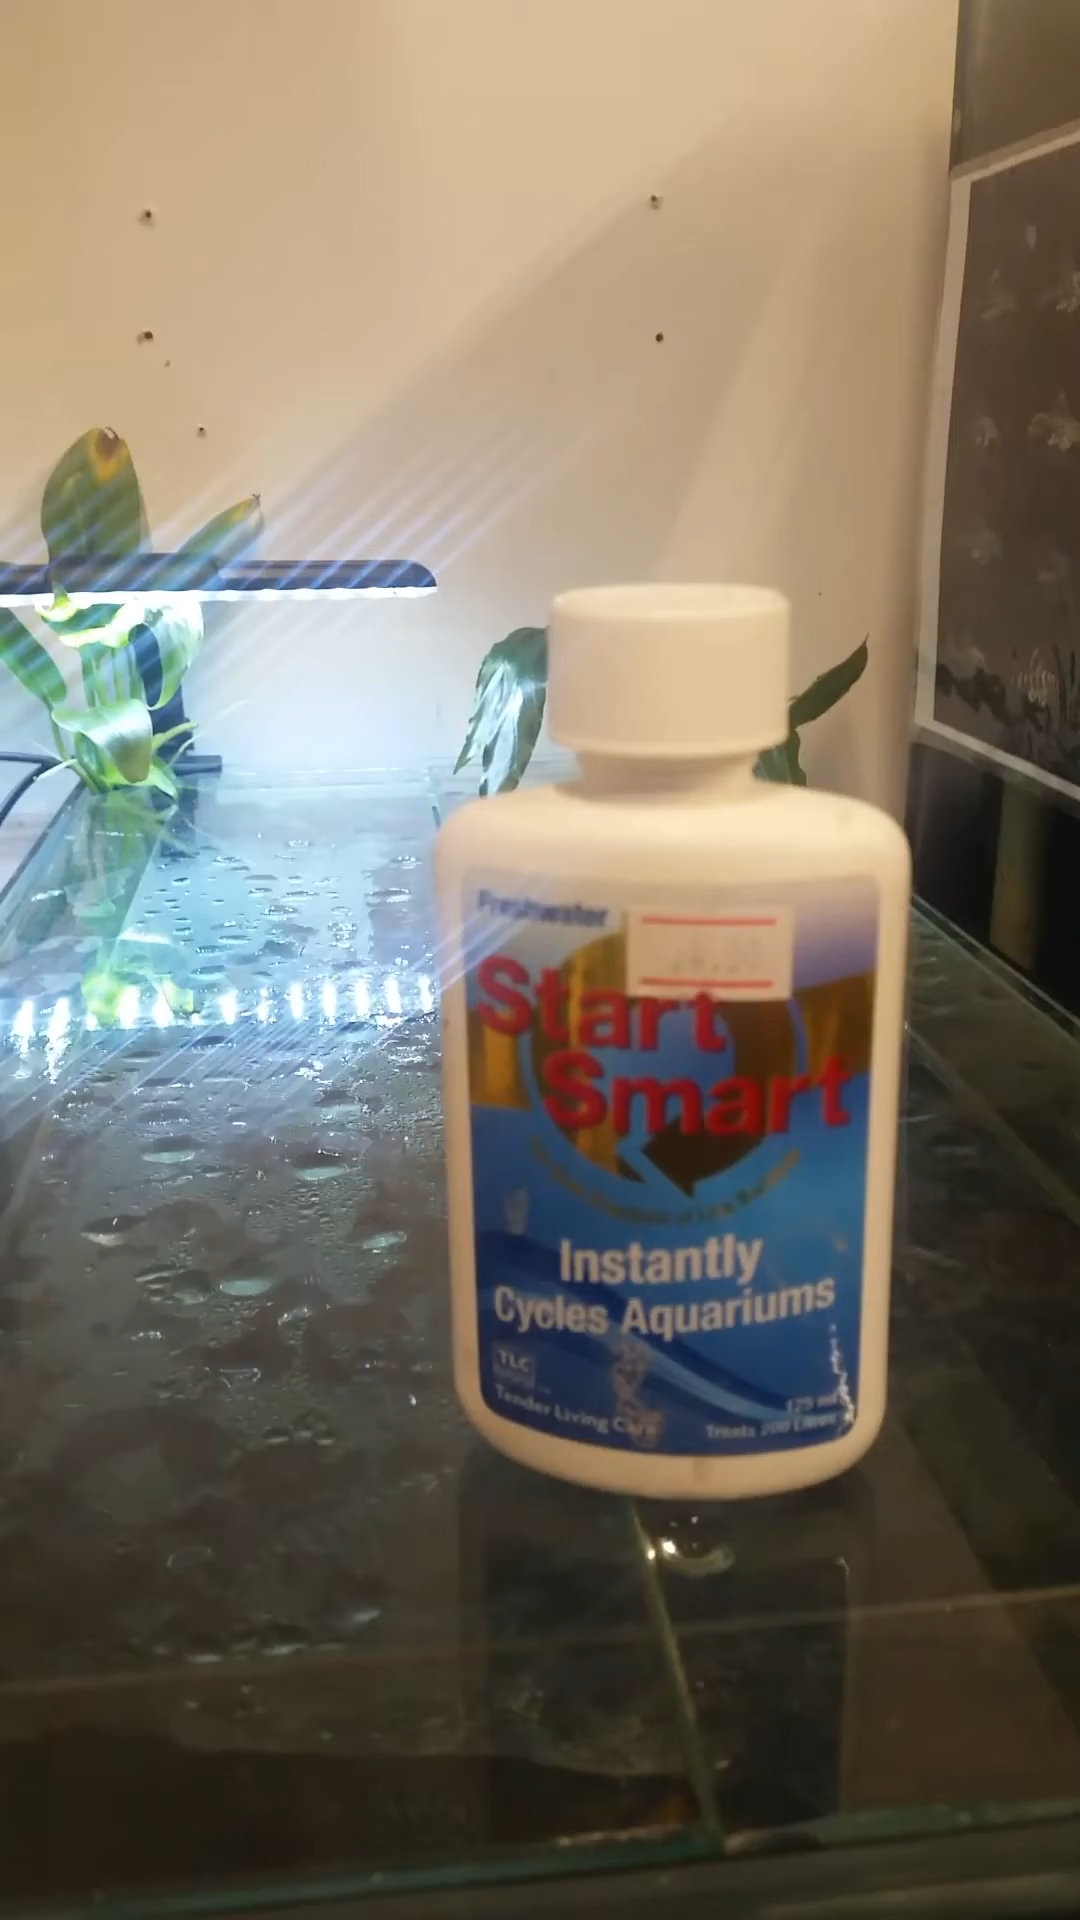 Freshwater
Start
Smart
Instantly
Cycles Aquariums
TLC
Tender Living Care
125 ml
Treats 200 Litres